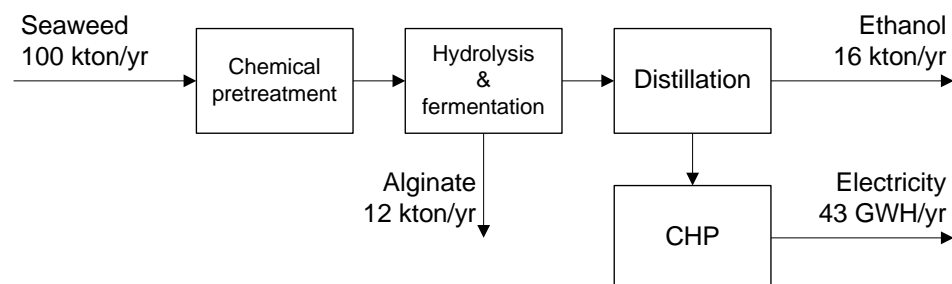 Seaweed
100 kton/yr
Chemical
pretreatment
Hydrolysis
&
fermentation
Distillation
Ethanol
16 kton/yr
Alginate
12 kton/yr
CHP
Electricity
43 GWH/yr